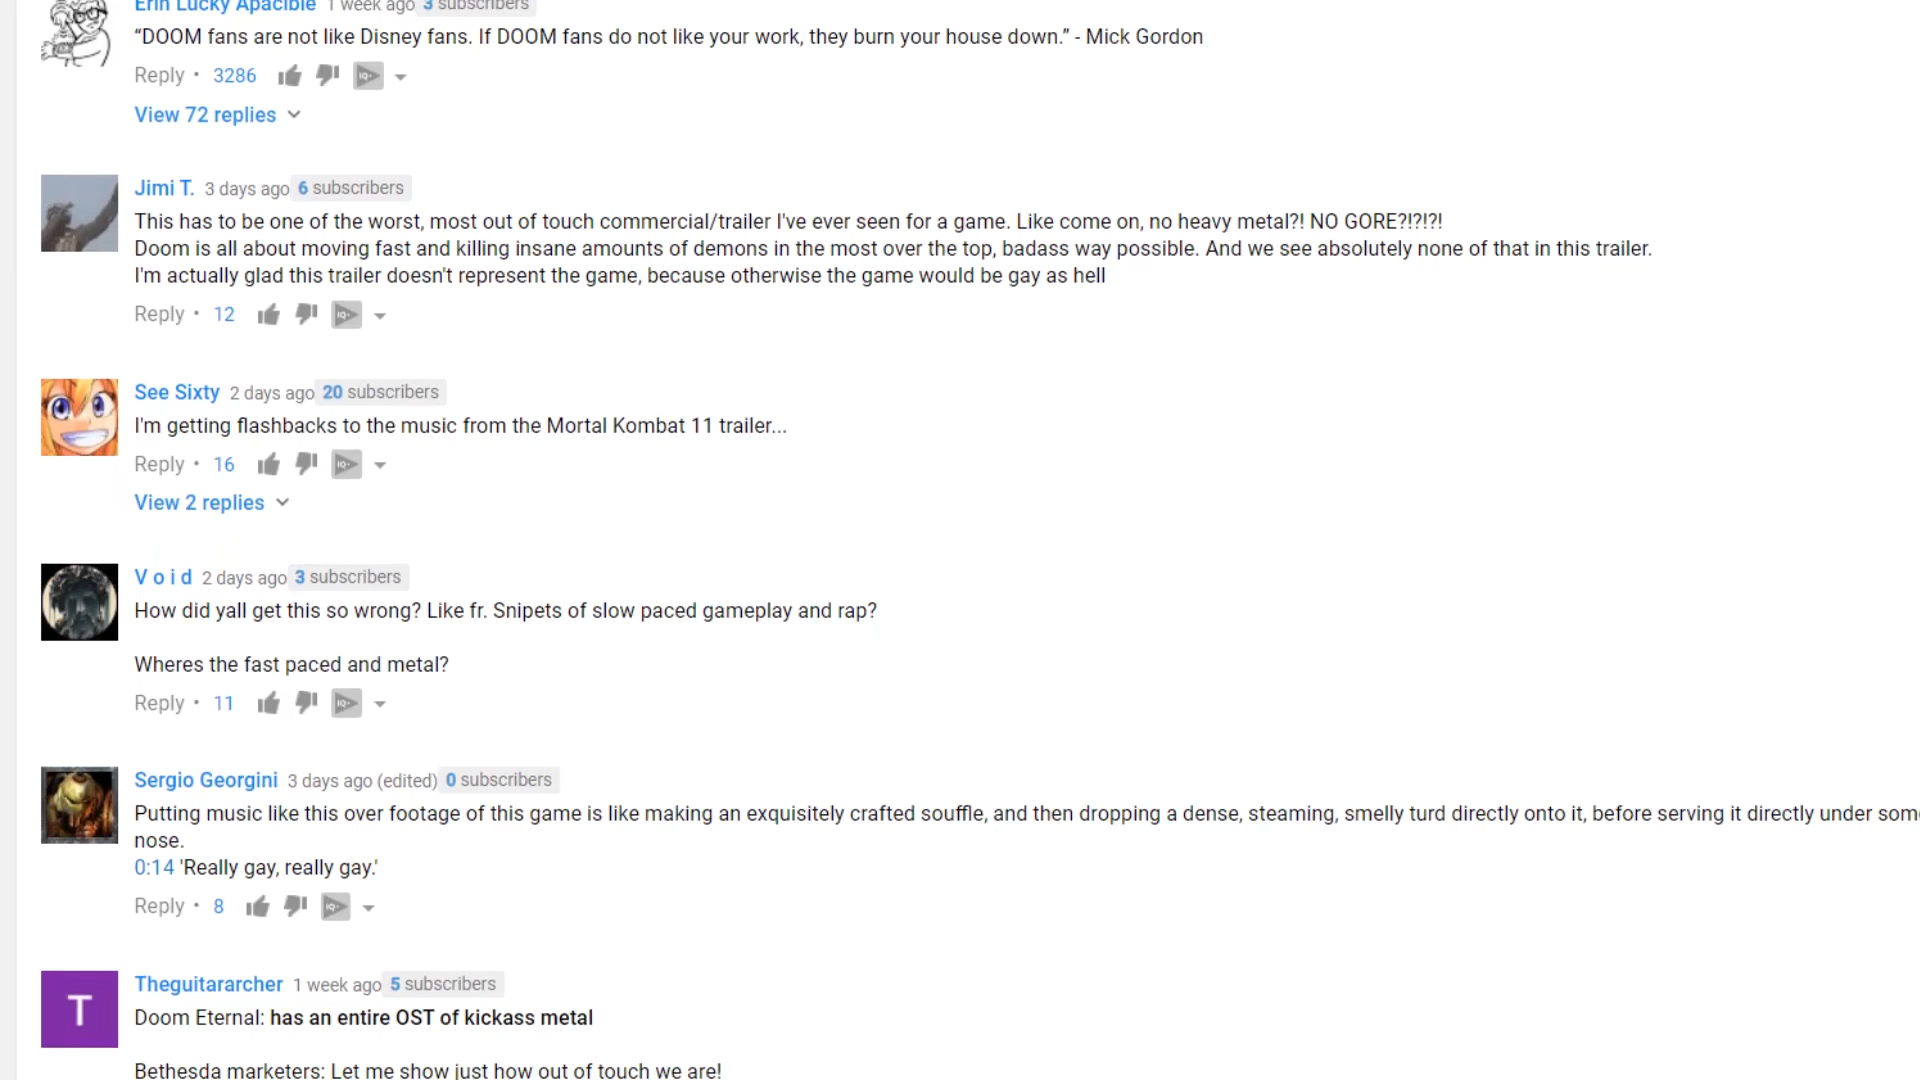 Erin Lucky Apacible 1 week ago 3 subscribers
“DOOM fans are not like Disney fans. If DOOM fans do not like your work, they burn your house down.” - Mick Gordon
Reply • 3286
View 72 replies
Jimi T. 3 days ago 6 subscribers
This has to be one of the worst, most out of touch commercial/trailer I've ever seen for a game. Like come on, no heavy metal?! NO GORE?!?!?!
Doom is all about moving fast and killing insane amounts of demons in the most over the top, badass way possible. And we see absolutely none of that in this trailer.
I'm actually glad this trailer doesn't represent the game, because otherwise the game would be gay as hell
Reply • 12
See Sixty 2 days ago 20 subscribers
I'm getting flashbacks to the music from the Mortal Kombat 11 trailer...
Reply • 16
View 2 replies
V o i d 2 days ago 3 subscribers
How did yall get this so wrong? Like fr. Snipets of slow paced gameplay and rap?
Wheres the fast paced and metal?
Reply • 11
Sergio Georgini 3 days ago (edited) 0 subscribers
Putting music like this over footage of this game is like making an exquisitely crafted souffle, and then dropping a dense, steaming, smelly turd directly onto it, before serving it directly under
nose.
0:14 'Really gay, really gay.'
Reply • 8
T
Theguitararcher 1 week ago 5 subscribers
Doom Eternal: has an entire OST of kickass metal
Bethesda marketers: Let me show just how out of touch we are!